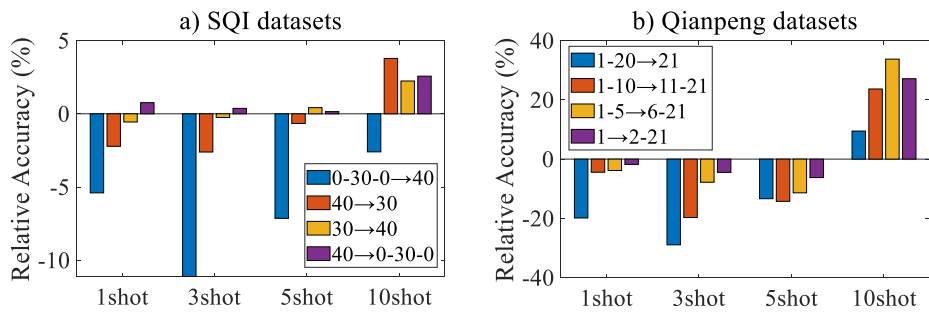 a) SQI datasets
Relative Accuracy (%)
5
0
-5
-10
0-30-0→40
40→30
30→40
40→0-30-0
1shot 3shot 5shot 10shot
b) Qianpeng datasets
Relative Accuracy (%)
40
20
0
-20
-40
1-20→21
1-10→11-21
1-5→6-21
1→2-21
1shot 3shot 5shot 10shot